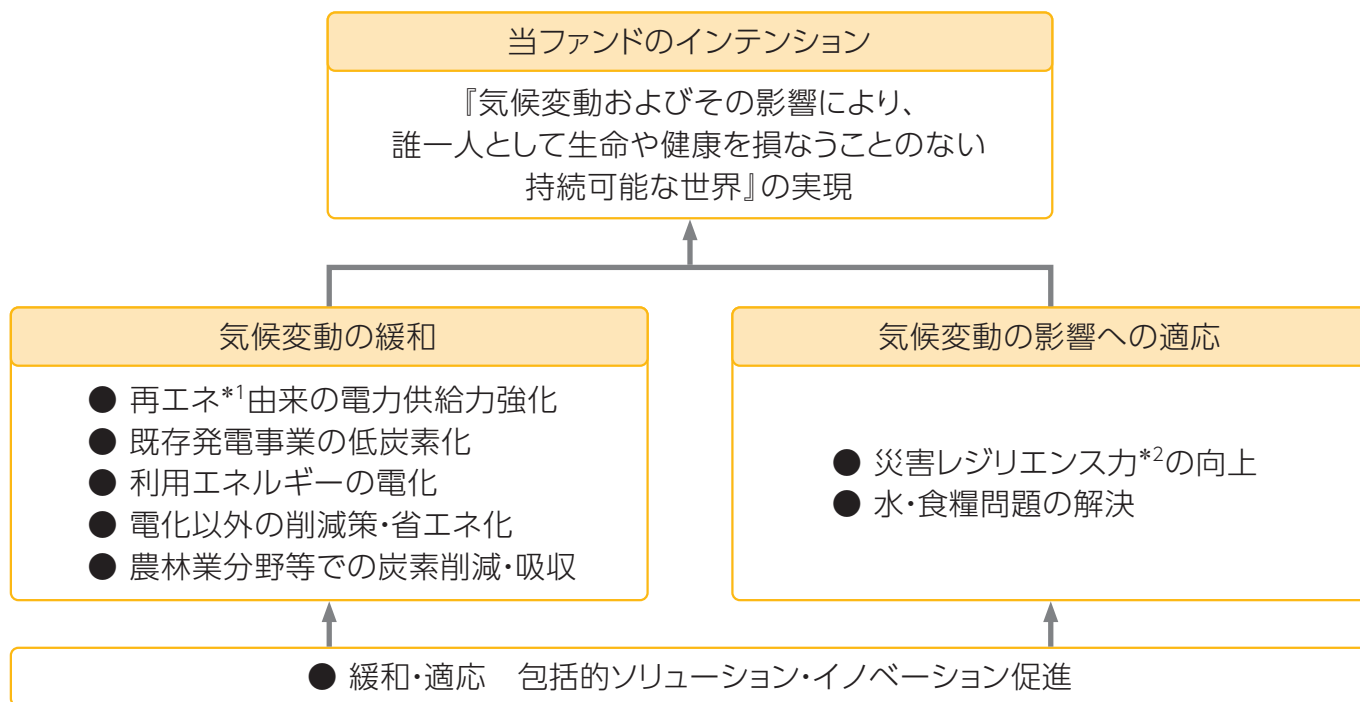 当ファンドのインテンション
『気候変動およびその影響により、
誰一人として生命や健康を損なうことのない
持続可能な世界』の実現
気候変動の緩和
● 再エネ*1由来の電力供給力強化
● 既存発電事業の低炭素化
● 利用エネルギーの電化
● 電化以外の削減策・省エネ化
● 農林業分野等での炭素削減・吸収
気候変動の影響への適応
● 災害レジリエンス力*2の向上
● 水・食糧問題の解決
● 緩和・適応　包括的ソリューション・イノベーション促進